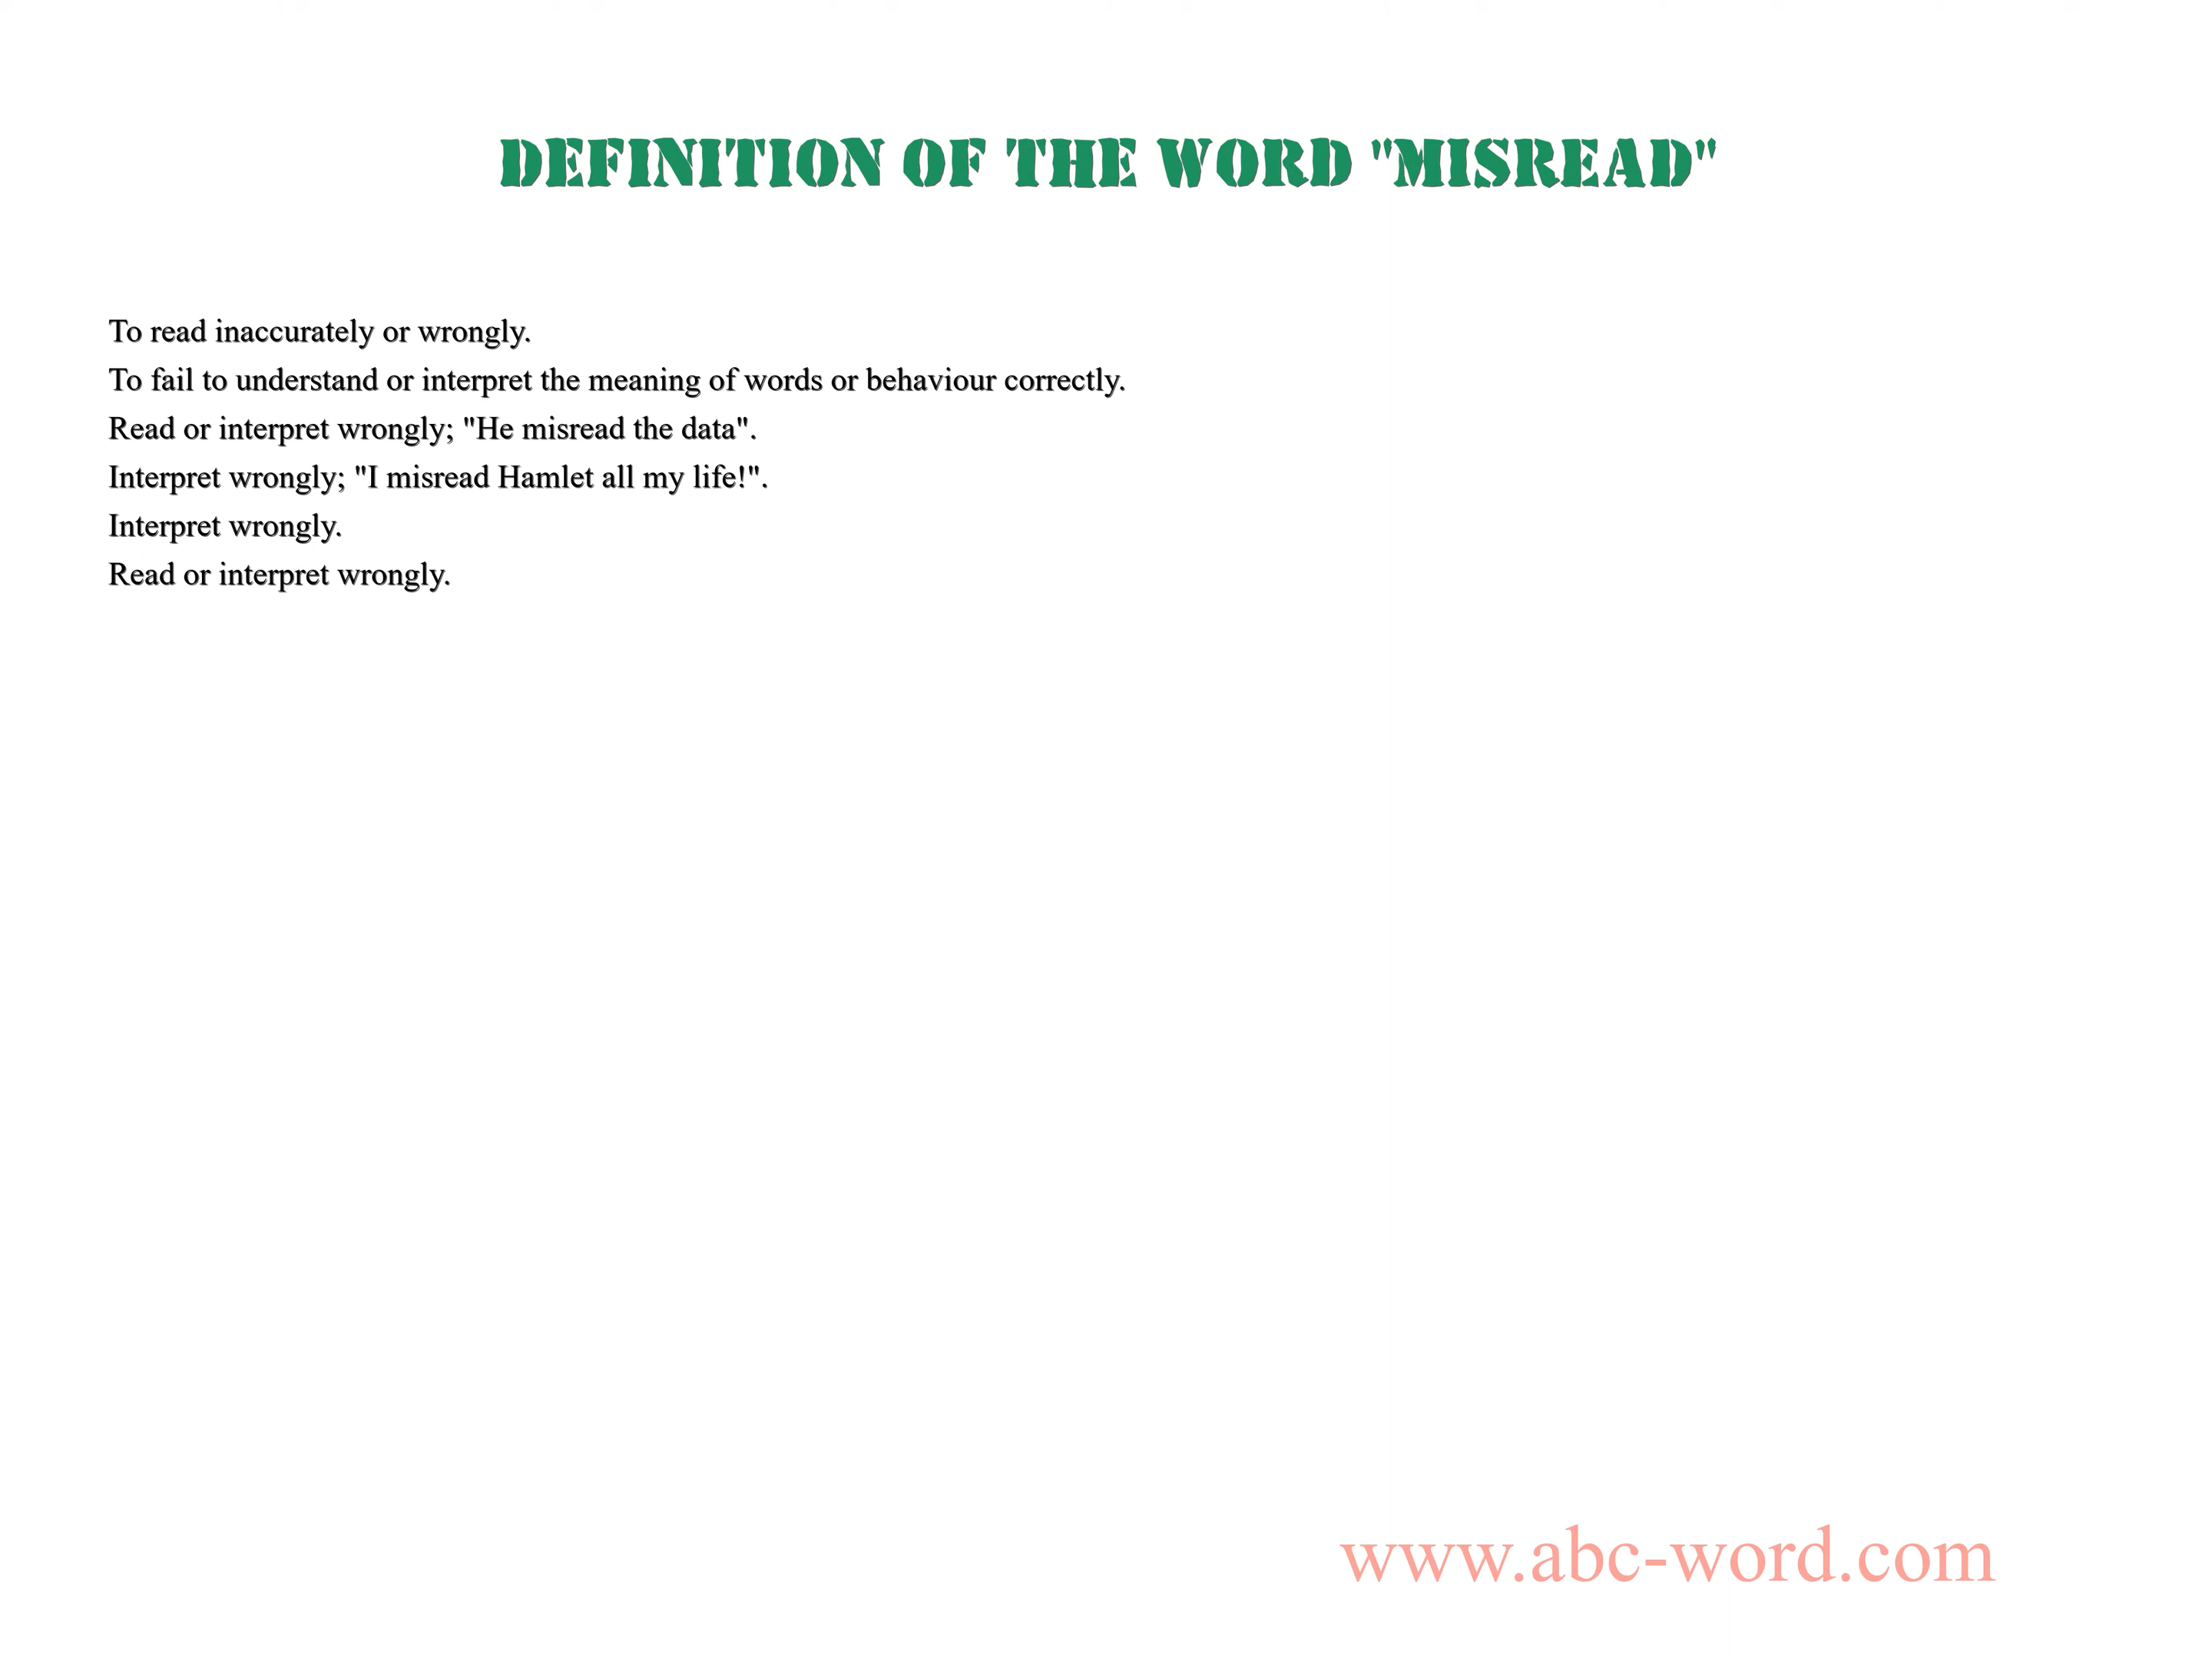 DEFINITION OF THE WORD "MISREAD"
To read inaccurately or wrongly.
To fail to understand or interpret the meaning of words or behaviour correctly.
Read or interpret wrongly; "He misread the data".
Interpret wrongly; "I misread Hamlet all my life!".
Interpret wrongly.
Read or interpret wrongly.
www.abc-word.com